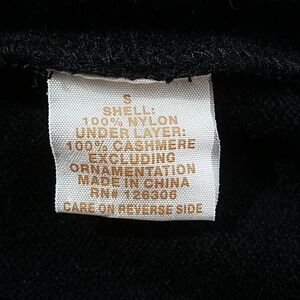 S
SHELL:
100% NYLON
UNDER LAYER:
100% CASHMERE
EXCLUDING
ORNAMENTATION
MADE IN CHINA
RN# 126306
CARE ON REVERSE SIDE